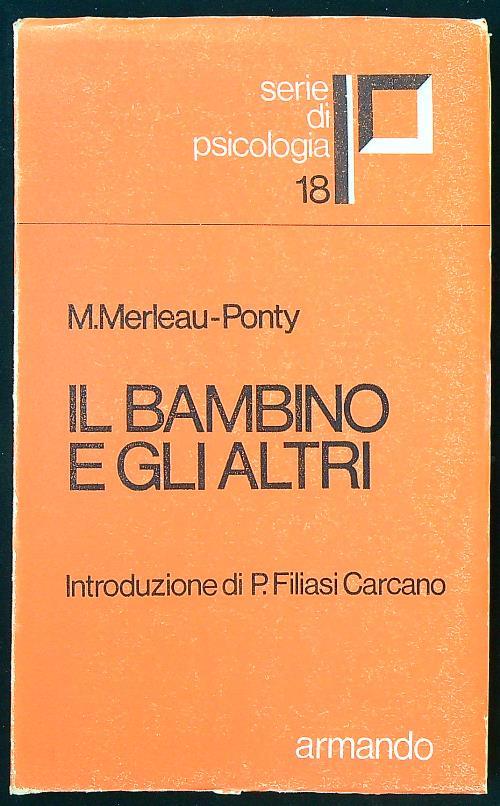 serie
di
psicologia
18
M.Merleau-Ponty
IL BAMBINO
E GLI ALTRI
Introduzione di P. Filiasi Carcano
armando